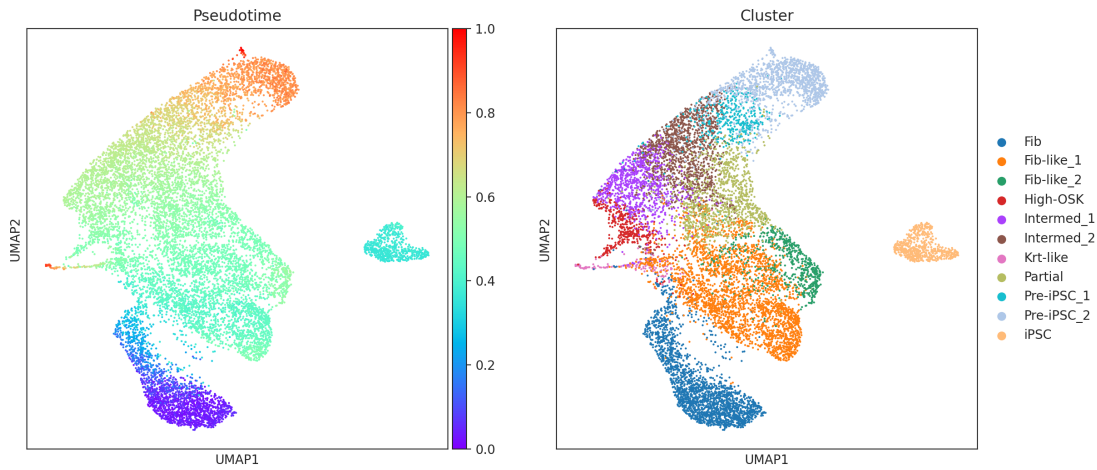 Pseudotime
UMAP2
UMAP1
1.0
0.8
0.6
0.4
0.2
0.0
Cluster
UMAP2
UMAP1
Fib
Fib-like_1
Fib-like_2
High-OSK
Intermed_1
Intermed_2
Krt-like
Partial
Pre-iPSC_1
Pre-iPSC_2
iPSC